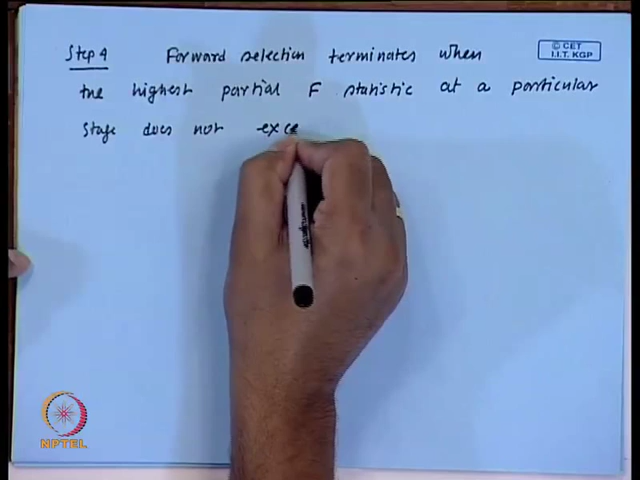 Step 4 Forward selection terminates when
© CET
I.I.T. KGP
the highest partial F statistic at a particular
stage does not exce
NPTEL